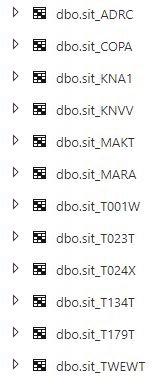 dbo.sit_ADRC
dbo.sit_COPA
dbo.sit_KNA1
dbo.sit_KNVV
dbo.sit_MAKT
dbo.sit_MARA
dbo.sit_T001W
dbo.sit_T023T
dbo.sit_T024X
dbo.sit_T134T
dbo.sit_T179T
dbo.sit_TWEWT